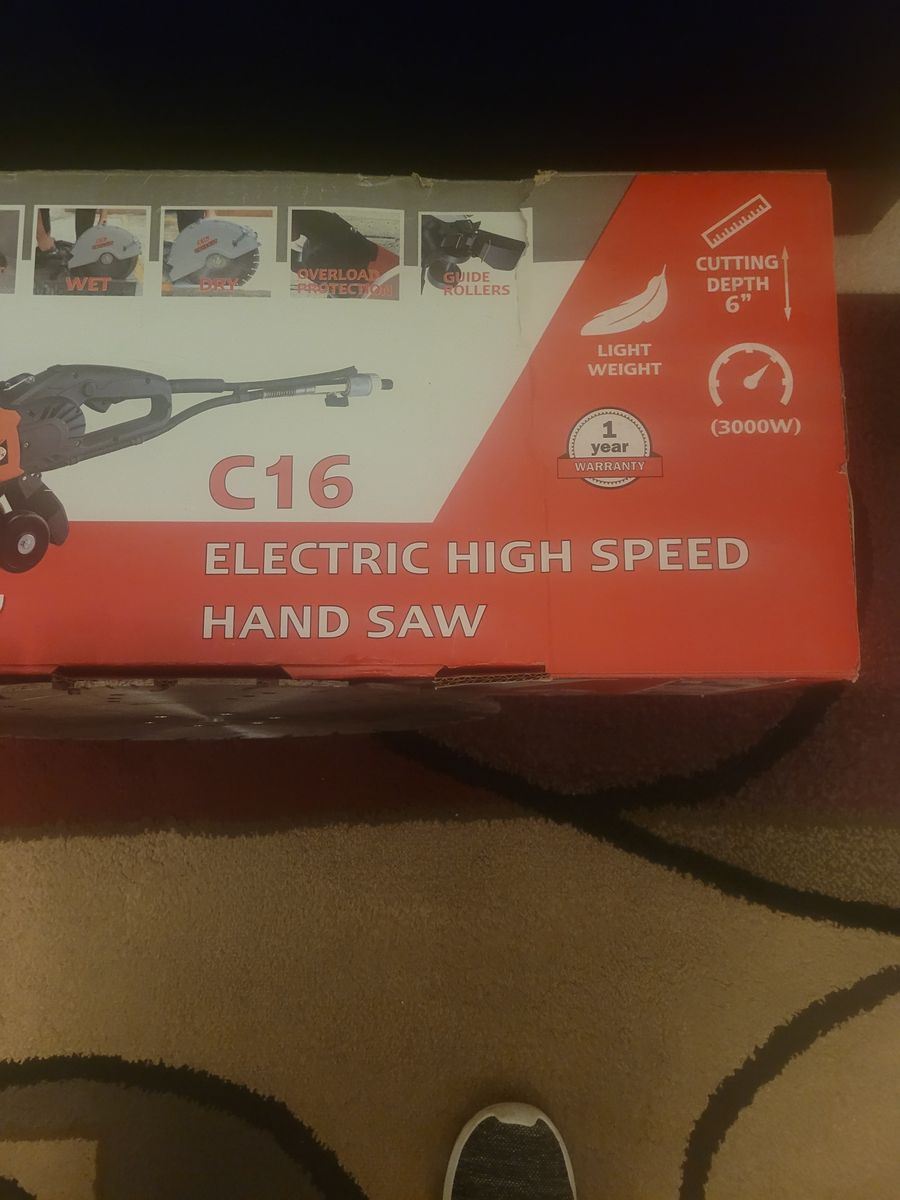 WET
DRY
OVERLOAD
PROTECTION
GUIDE
ROLLERS
CUTTING
DEPTH
6”
LIGHT
WEIGHT
(3000W)
1
year
WARRANTY
C16
ELECTRIC HIGH SPEED
HAND SAW